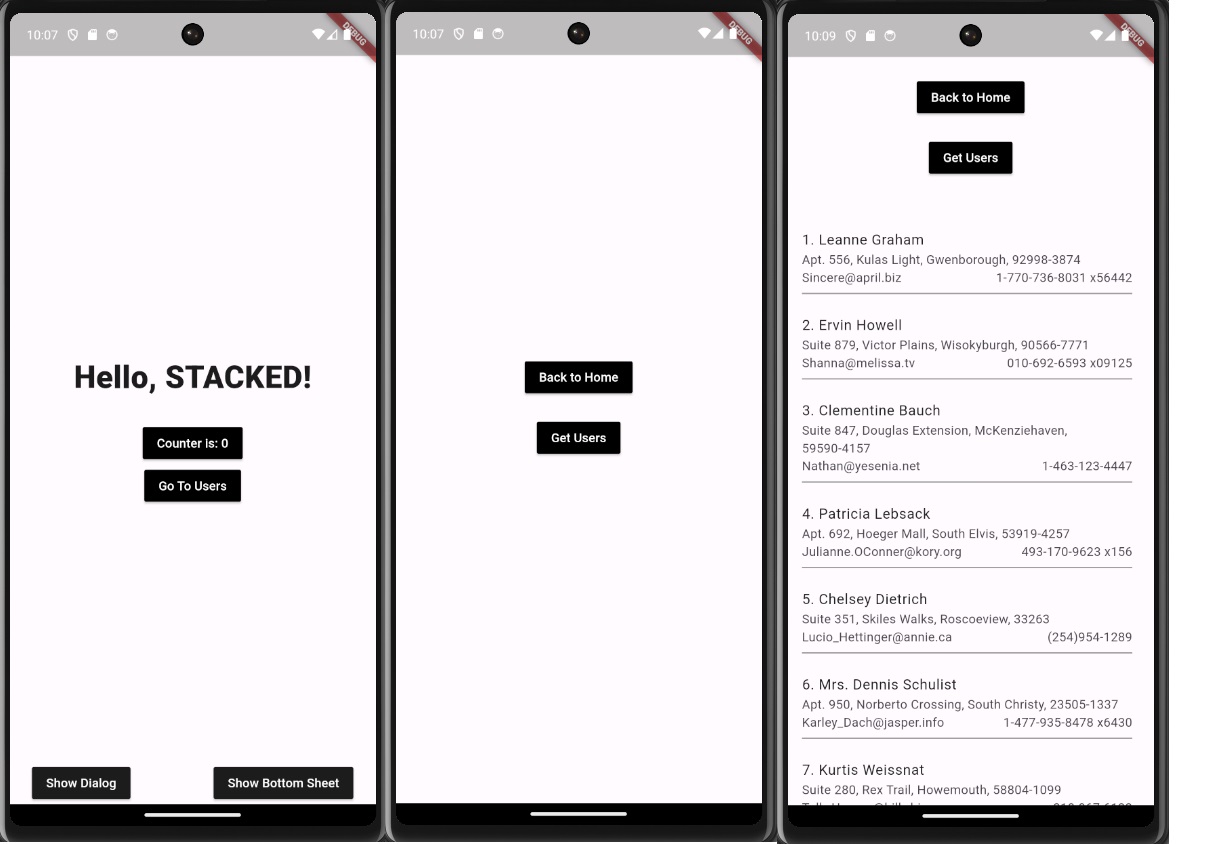 10:07
DEBUG
Hello, STACKED!
Counter is: 0
Go To Users
Show Dialog
Show Bottom Sheet
10:07
DEBUG
Back to Home
Get Users
10:09
DEBUG
Back to Home
Get Users
1. Leanne Graham
Apt. 556, Kulas Light, Gwenborough, 92998-3874
Sincere@april.biz 1-770-736-8031 x56442
2. Ervin Howell
Suite 879, Victor Plains, Wisokyburgh, 90566-7771
Shanna@melissa.tv 010-692-6593 x09125
3. Clementine Bauch
Suite 847, Douglas Extension, McKenziehaven,
59590-4157
Nathan@yesenia.net 1-463-123-4447
4. Patricia Lebsack
Apt. 692, Hoeger Mall, South Elvis, 53919-4257
Julianne.OConner@kory.org 493-170-9623 x156
5. Chelsey Dietrich
Suite 351, Skiles Walks, Roscoeview, 33263
Lucio_Hettinger@annie.ca (254)954-1289
6. Mrs. Dennis Schulist
Apt. 950, Norberto Crossing, South Christy, 23505-1337
Karley_Dach@jasper.info 1-477-935-8478 x6430
7. Kurtis Weissnat
Suite 280, Rex Trail, Howemouth, 58804-1099